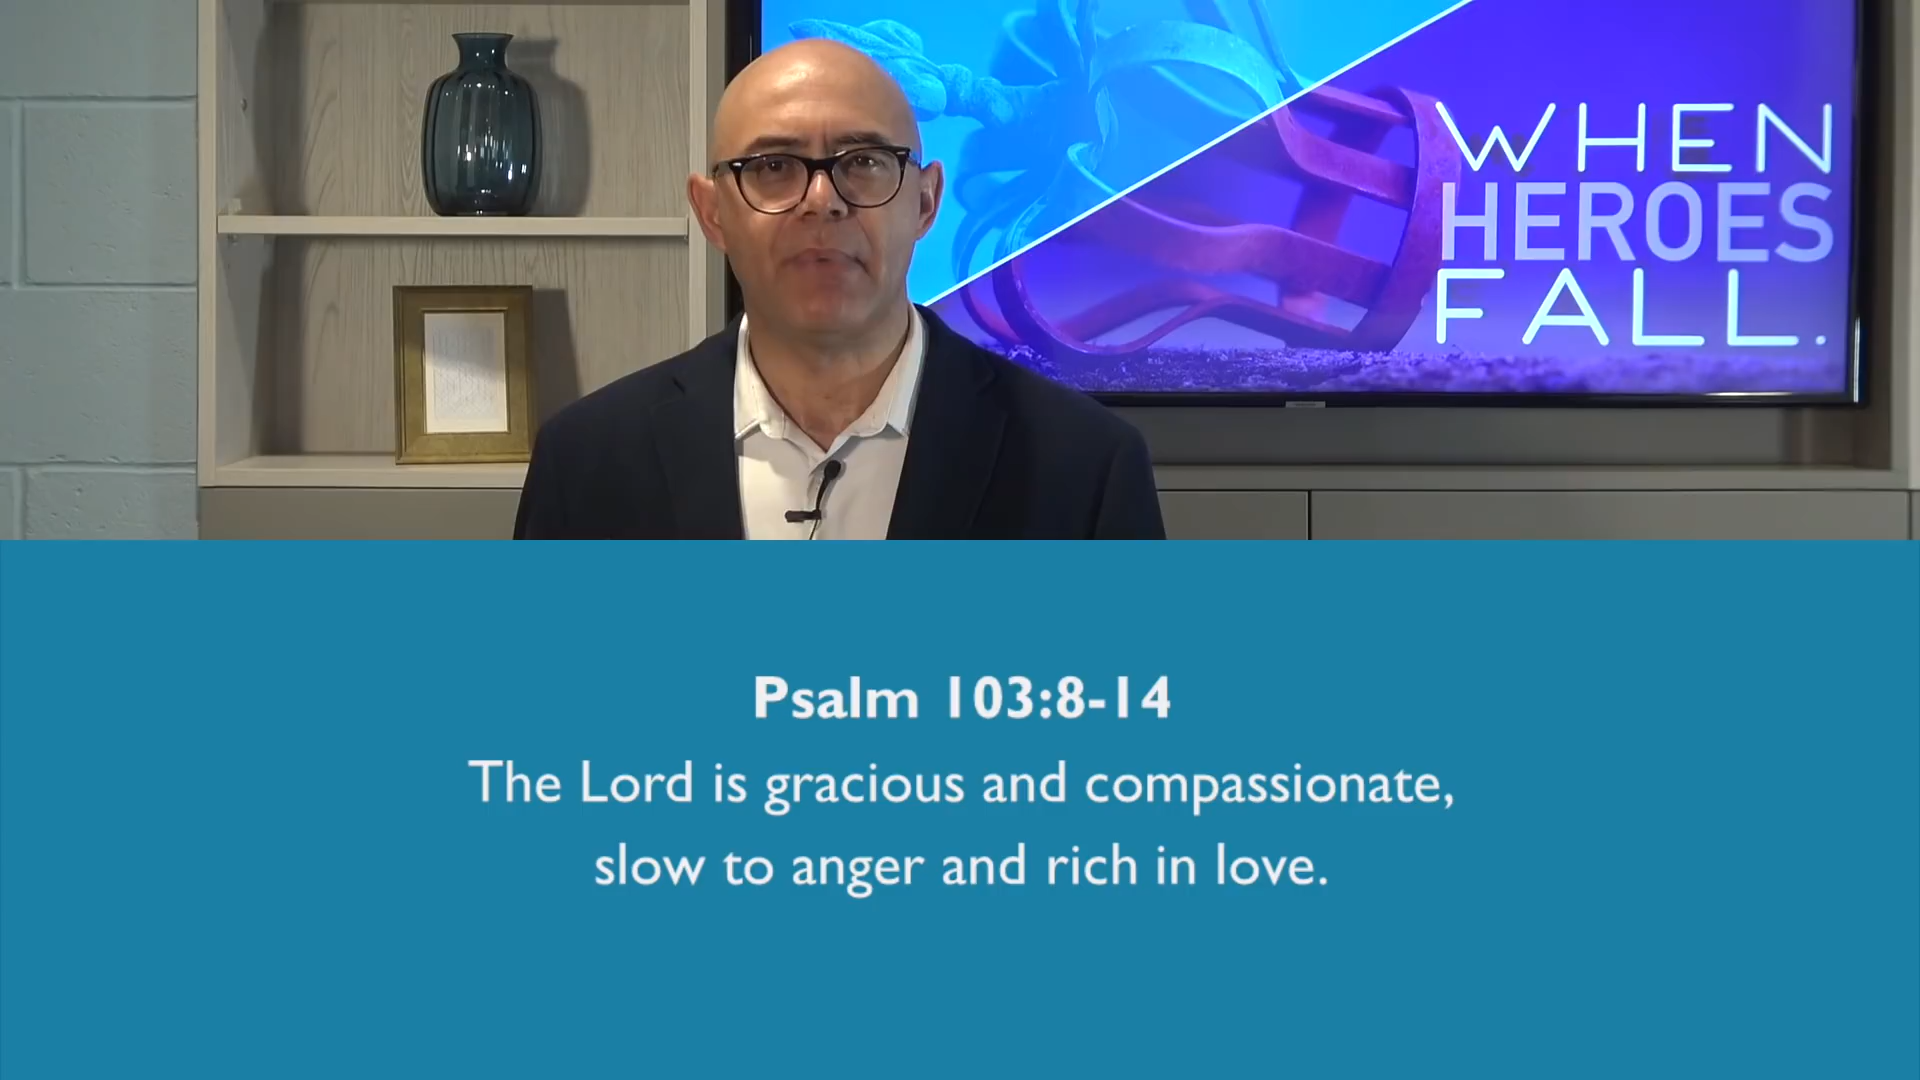 WHEN
HEROES
FALL.
Psalm 103:8-14
The Lord is gracious and compassionate,
slow to anger and rich in love.